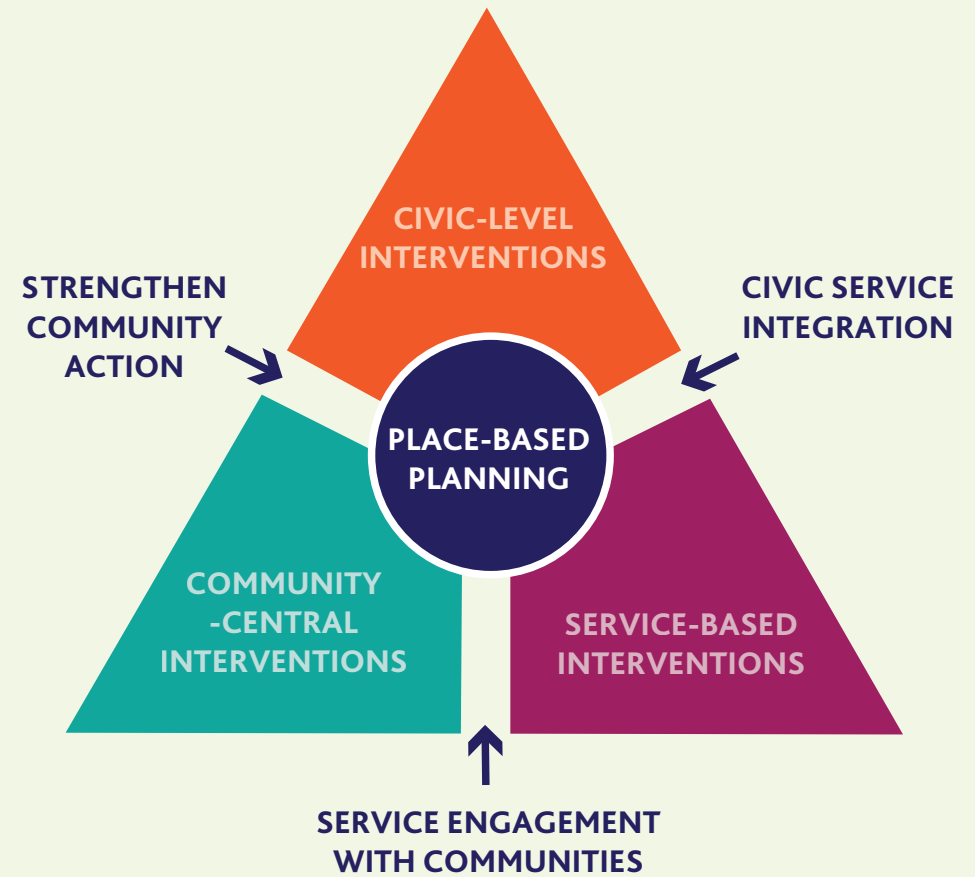 CIVIC-LEVEL
INTERVENTIONS
STRENGTHEN
COMMUNITY
ACTION
CIVIC SERVICE
INTEGRATION
PLACE-BASED
PLANNING
COMMUNITY
-CENTRAL
INTERVENTIONS
SERVICE-BASED
INTERVENTIONS
SERVICE ENGAGEMENT
WITH COMMUNITIES